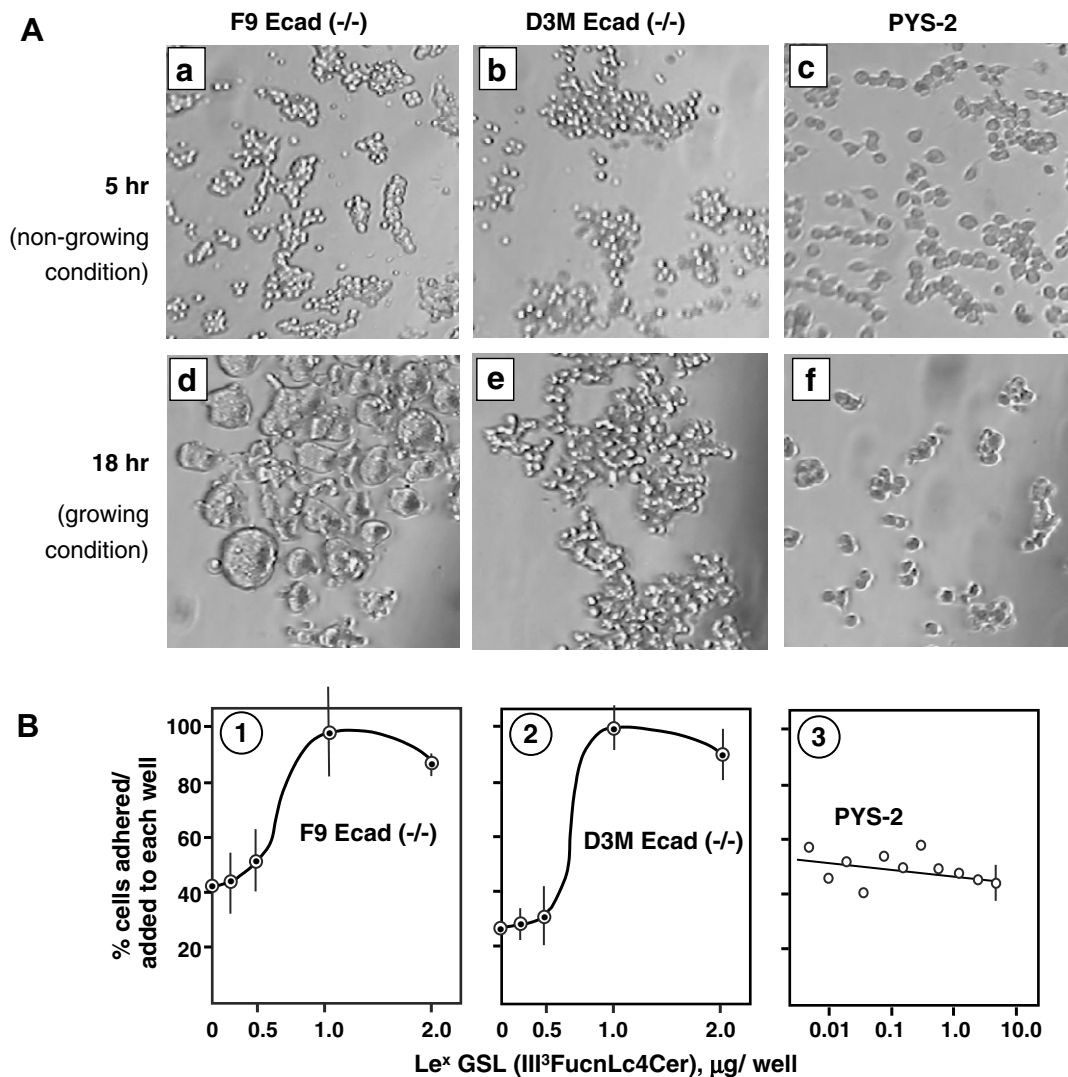 A
F9 Ecad (-/-)
D3M Ecad (-/-)
PYS-2
a
b
c
5 hr
(non-growing
condition)
d
e
f
18 hr
(growing
condition)
B
% cells adhered/
added to each well
100
80
60
40
20
1
F9 Ecad (-/-)
0 0.5 1.0 2.0
2
D3M Ecad (-/-)
0 0.5 1.0 2.0
3
PYS-2
0.01 0.1 1.0 10.0
Leˣ GSL (III³FucnLc4Cer), μg/ well